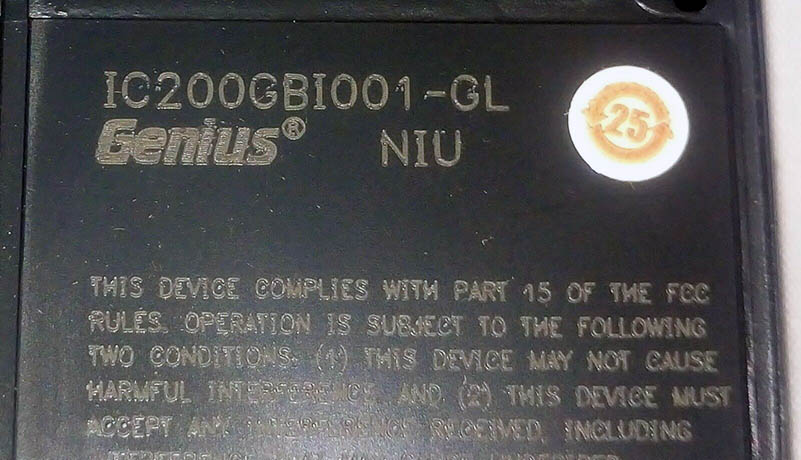 IC200GBI001-GL
Genius® NIU
25
THIS DEVICE COMPLIES WITH PART 15 OF THE FCC
RULES. OPERATION IS SUBJECT TO THE FOLLOWING
TWO CONDITIONS: (1) THIS DEVICE MAY NOT CAUSE
HARMFUL INTERFERENCE, AND (2) THIS DEVICE MUST
ACCEPT ANY INTERFERENCE RECEIVED, INCLUDING
INTERFERENCE